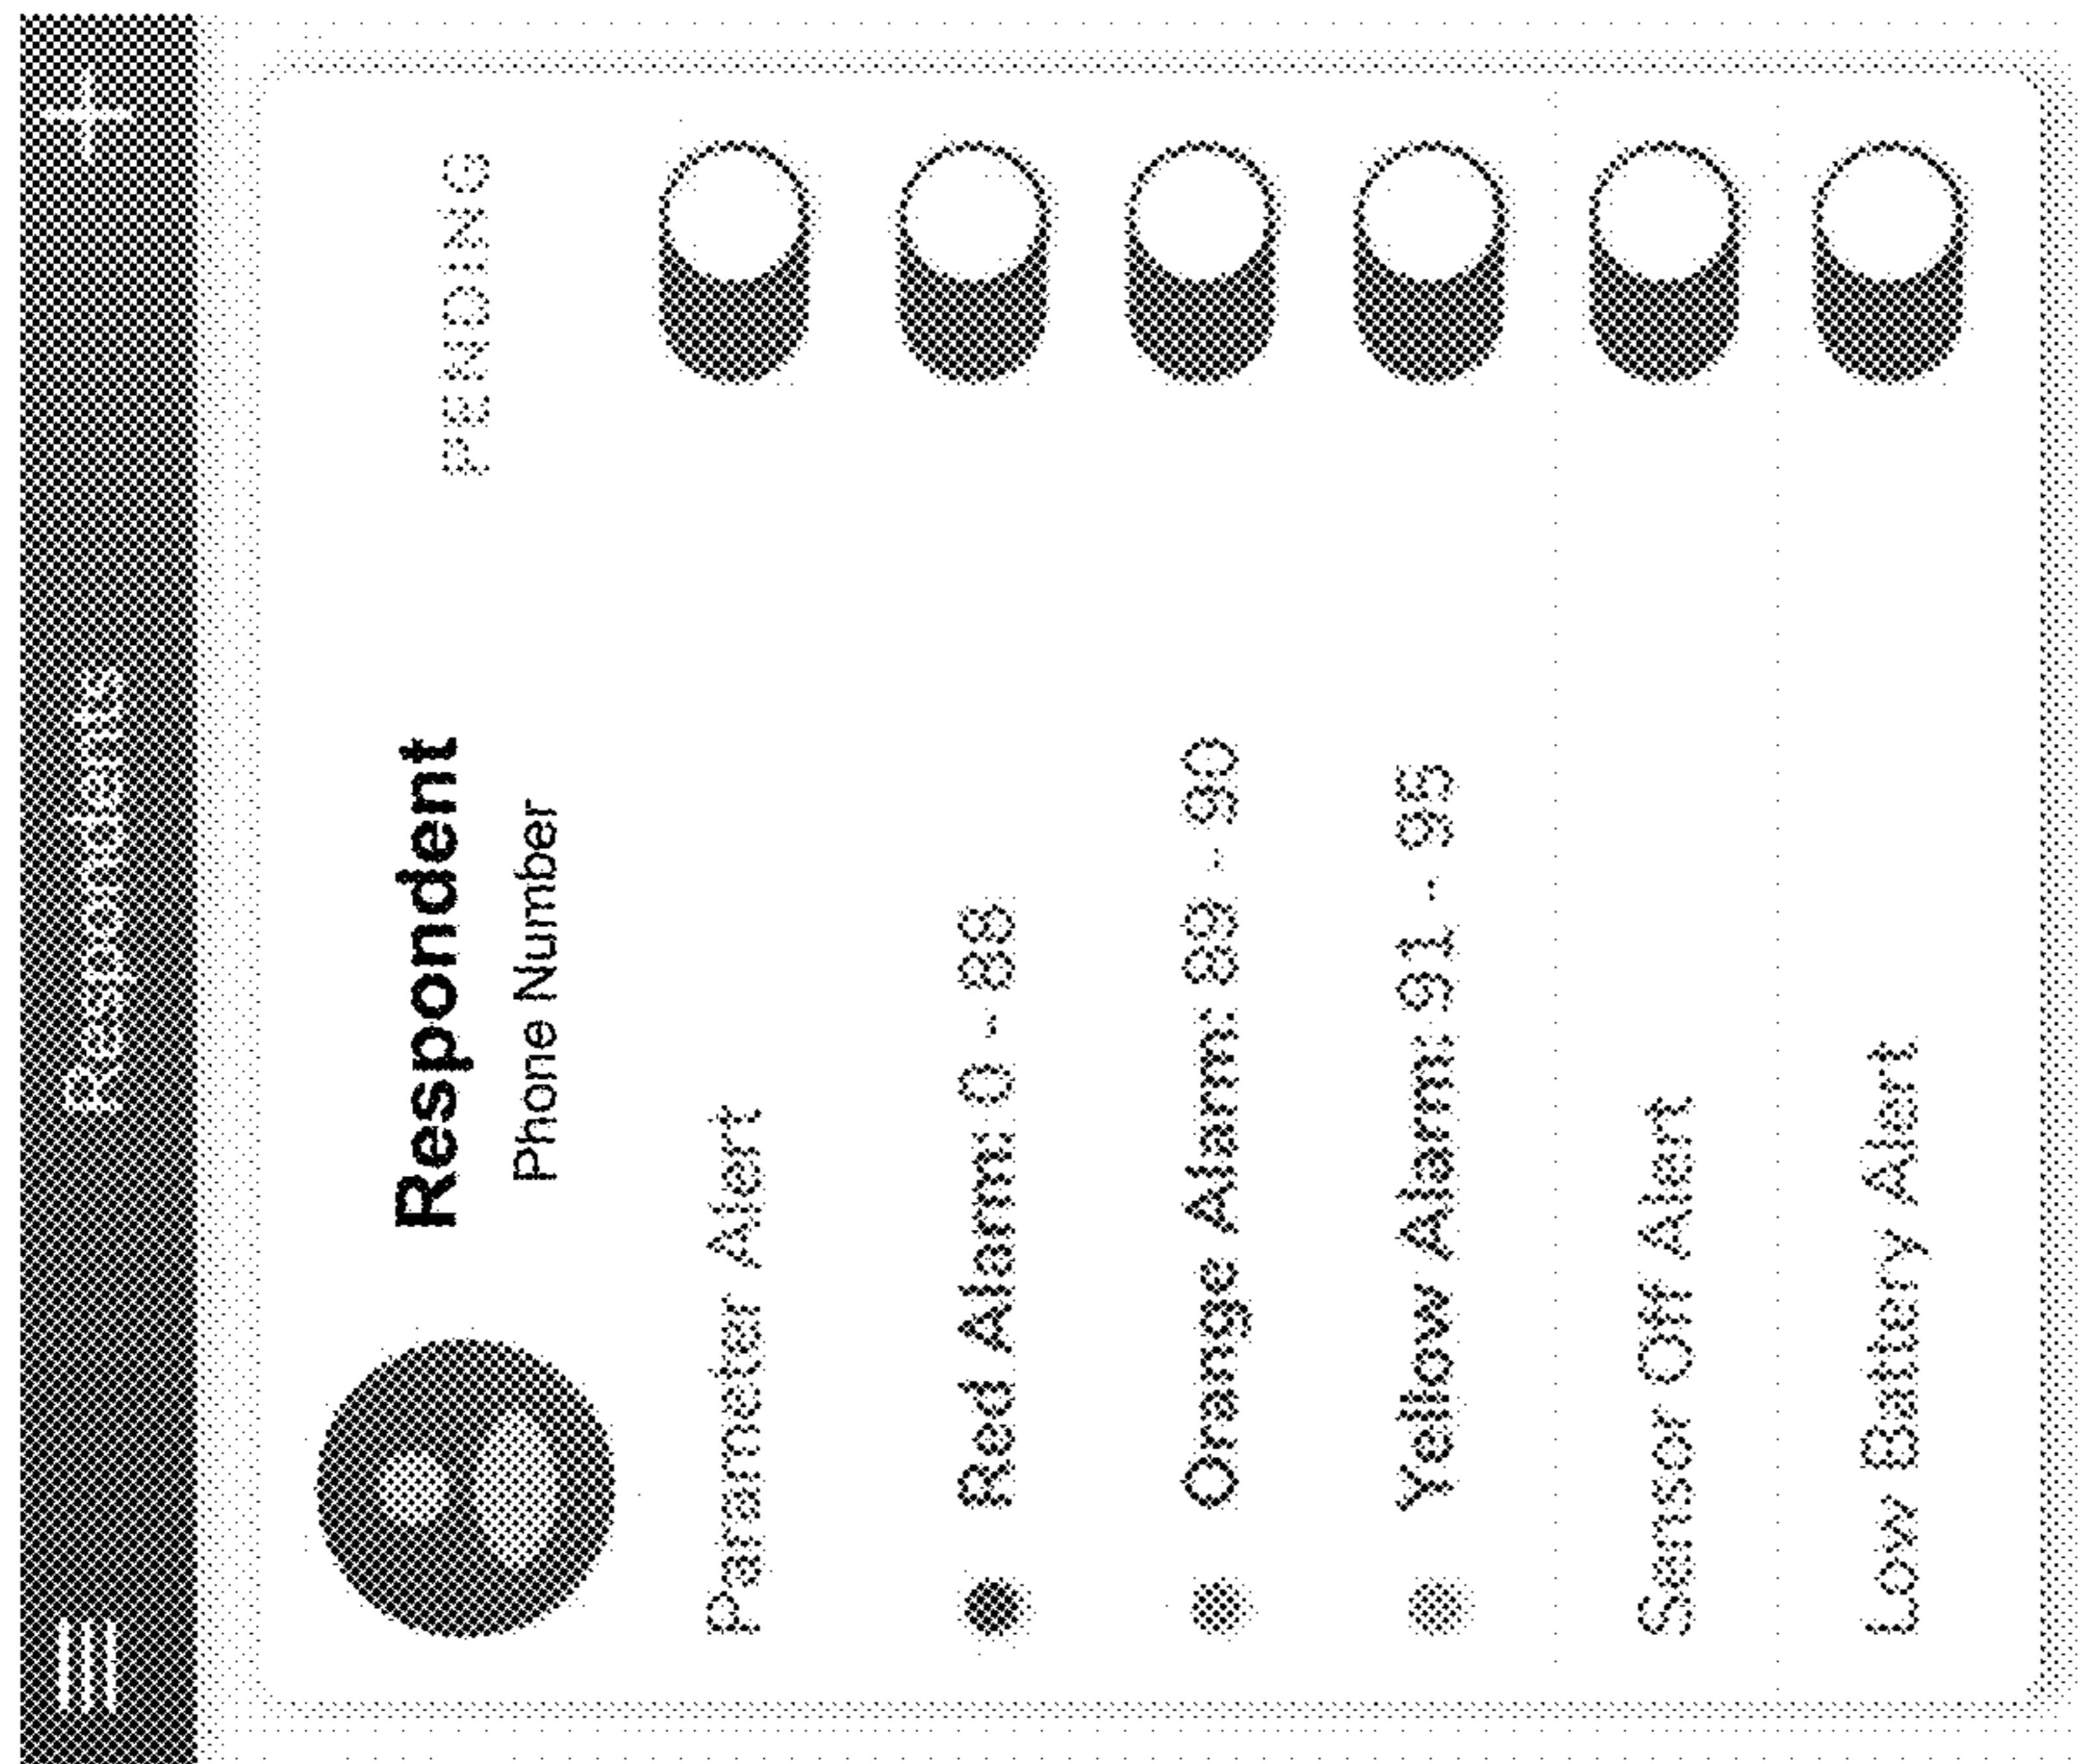 Respondents
Respondent
PENDING
Phone Number
Parameter Alert
Red Alarm: 0 - 88
Orange Alarm: 89 - 90
Yellow Alarm: 91 - 95
Sensor Off Alert
Low Battery Alert